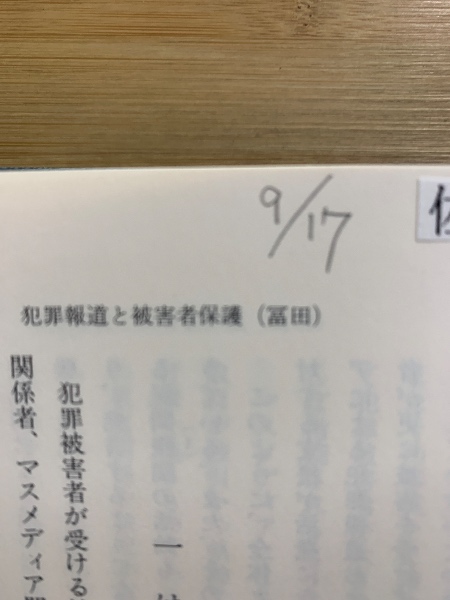 9/17
犯罪報道と被害者保護（冨田）
一
犯罪被害者が受ける
関係者、マスメディア